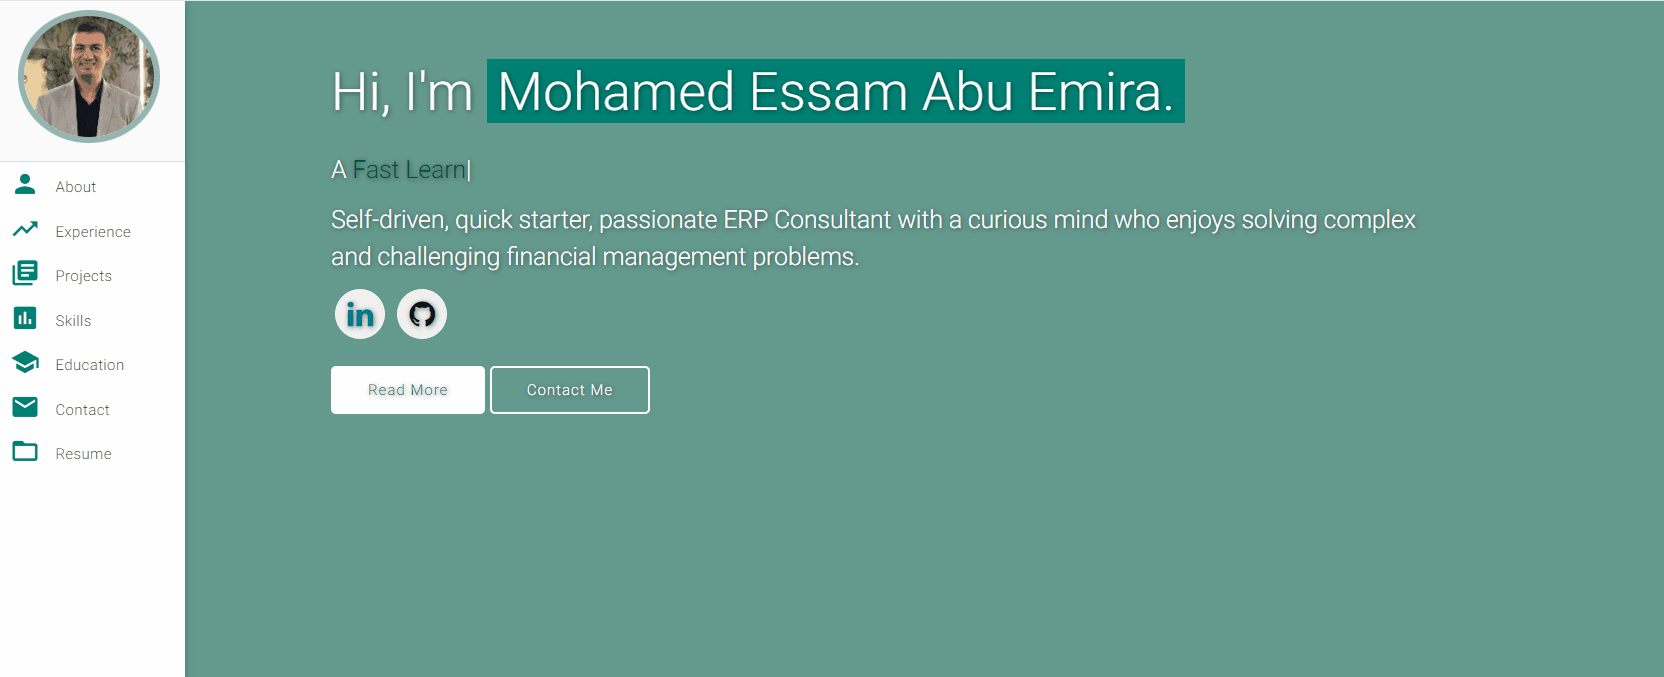 About
Experience
Projects
Skills
Education
Contact
Resume
Hi, I'm Mohamed Essam Abu Emira.
A Fast Learn|
Self-driven, quick starter, passionate ERP Consultant with a curious mind who enjoys solving complex
and challenging financial management problems.
in
Read More Contact Me